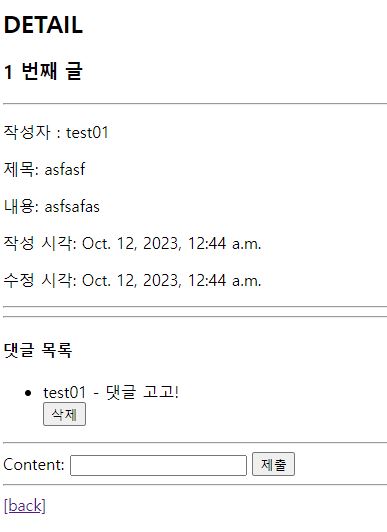 DETAIL
1 번째 글
작성자 : test01
제목: asfasf
내용: asfsafas
작성 시각: Oct. 12, 2023, 12:44 a.m.
수정 시각: Oct. 12, 2023, 12:44 a.m.
댓글 목록
test01 - 댓글 고고!
삭제
Content: 제출
[back]